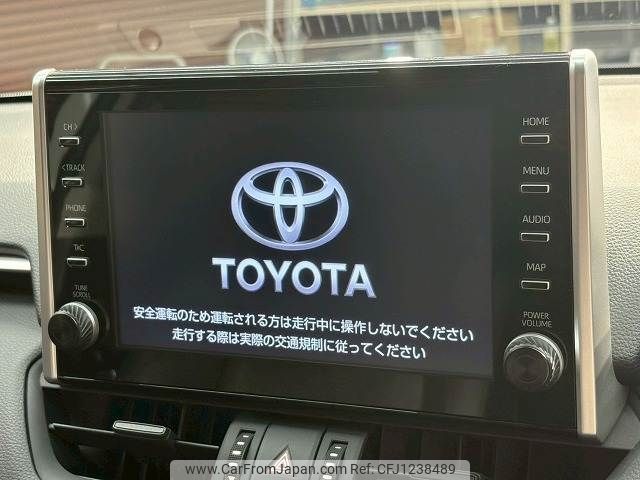 CH >
< TRACK
PHONE
TUNE
SCROLL
HOME
MENU
AUDIO
MAP
POWER
VOLUME
TOYOTA
安全運転のため運転される方は走行中に操作しないでください
走行する際は実際の交通規制に従ってください
© CarFromJapan / carfromjapan.com - CFJ1238489